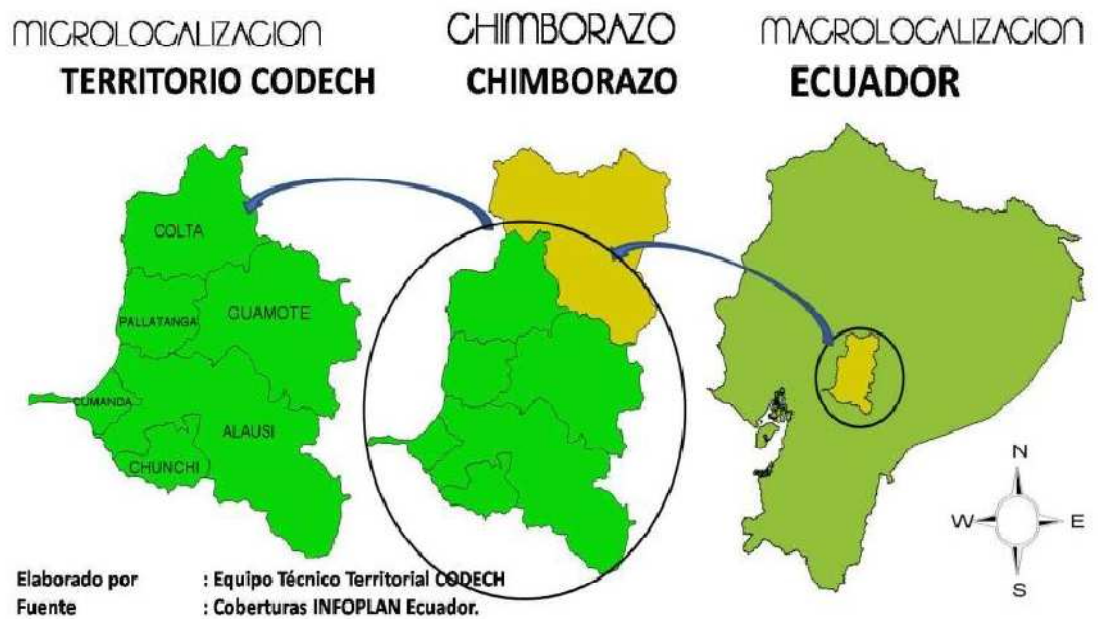 MICROLOCALIZACION
TERRITORIO CODECH
CHIMBORAZO
CHIMBORAZO
MACROLOCALIZACION
ECUADOR
COLTA
PALLATANGA
GUAMOTE
CUMANDA
ALAUSI
CHUNCHI
N
W
E
S
Elaborado por : Equipo Técnico Territorial CODECH
Fuente : Coberturas INFOPLAN Ecuador.